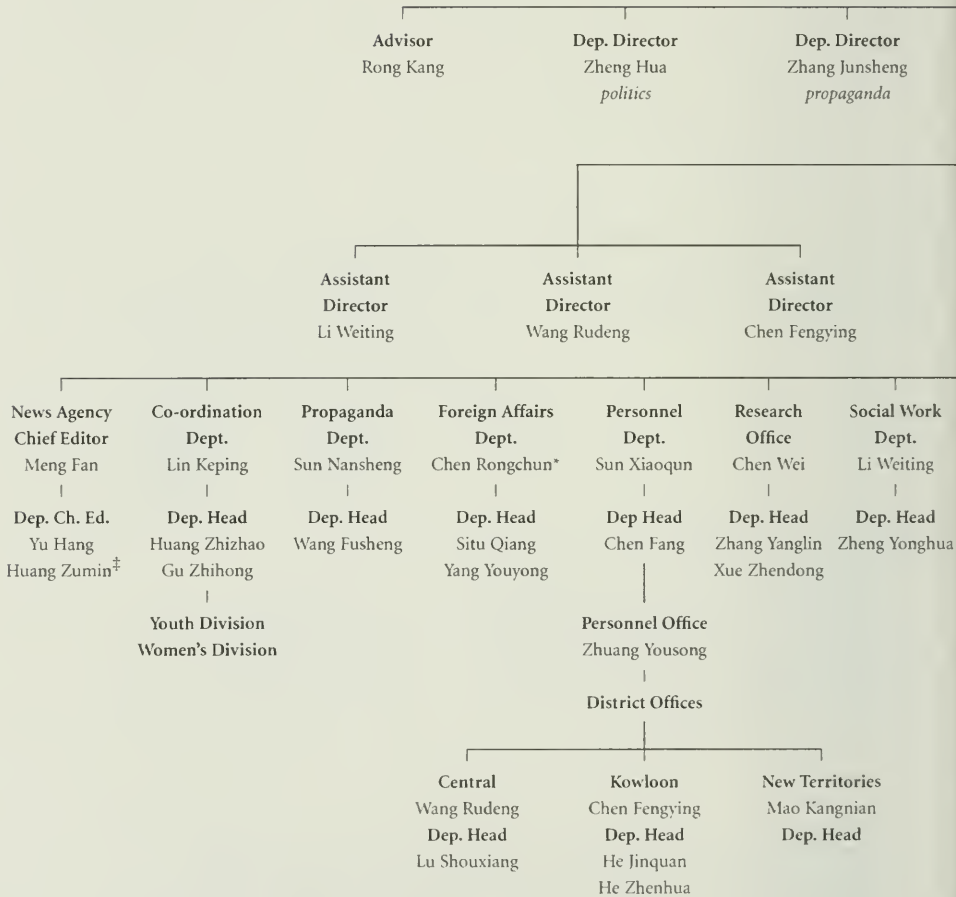 Advisor
Rong Kang
Dep. Director
Zheng Hua
politics
Dep. Director
Zhang Junsheng
propaganda
Assistant
Director
Li Weiting
Assistant
Director
Wang Rudeng
Assistant
Director
Chen Fengying
News Agency
Chief Editor
Meng Fan
Dep. Ch. Ed.
Yu Hang
Huang Zumin‡
Co-ordination
Dept.
Lin Keping
Dep. Head
Huang Zhizhao
Gu Zhihong
Youth Division
Women's Division
Propaganda
Dept.
Sun Nansheng
Dep. Head
Wang Fusheng
Foreign Affairs
Dept.
Chen Rongchun*
Dep. Head
Situ Qiang
Yang Youyong
Personnel
Dept.
Sun Xiaoqun
Dep Head
Chen Fang
Personnel Office
Zhuang Yousong
District Offices
Central
Wang Rudeng
Dep. Head
Lu Shouxiang
Kowloon
Chen Fengying
Dep. Head
He Jinquan
He Zhenhua
New Territories
Mao Kangnian
Dep. Head
Research
Office
Chen Wei
Dep. Head
Zhang Yanglin
Xue Zhendong
Social Work
Dept.
Li Weiting
Dep. Head
Zheng Yonghua